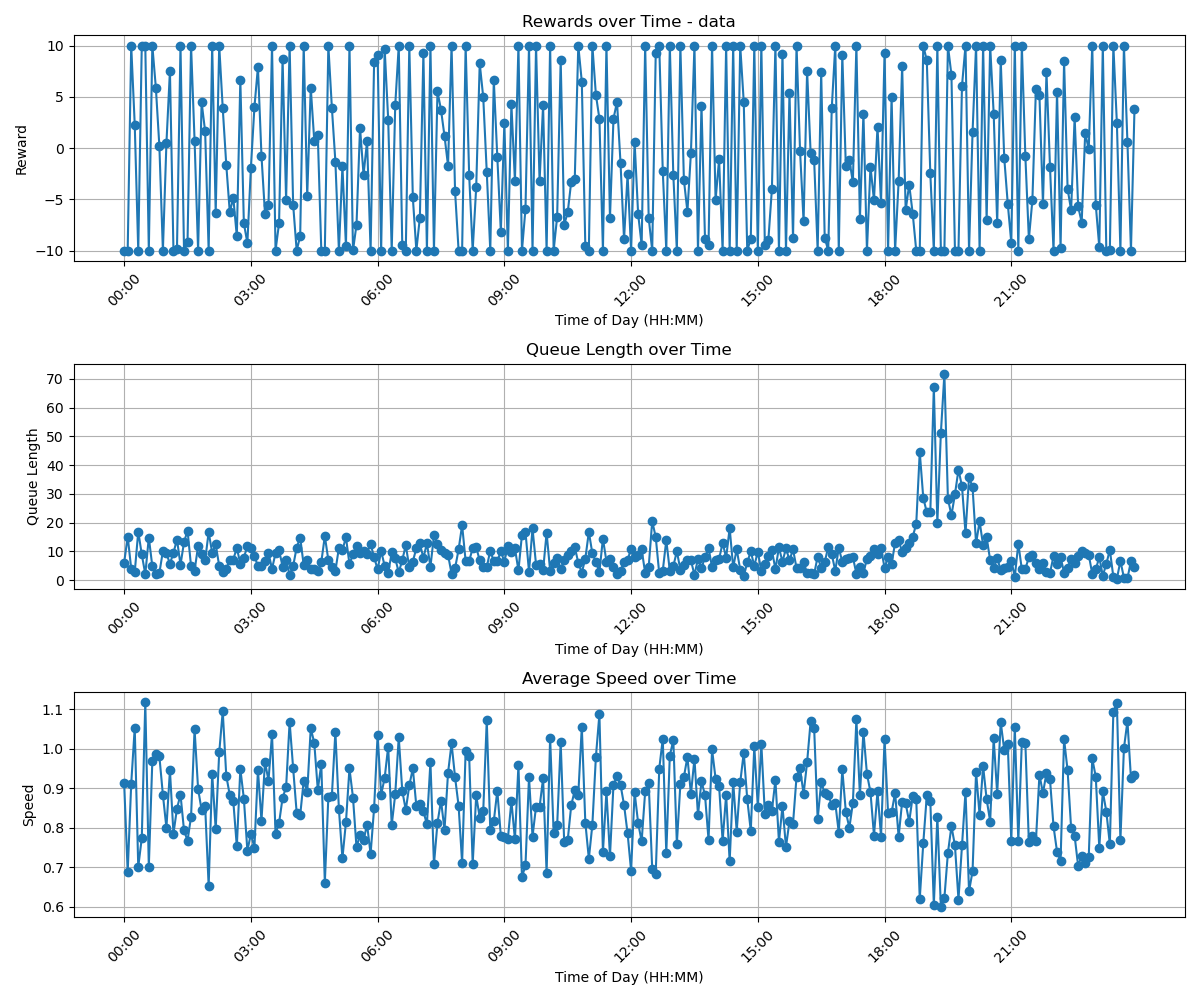 Rewards over Time - data
10
5
0
−5
−10
Reward
00:00 03:00 06:00 09:00 12:00 15:00 18:00 21:00
Time of Day (HH:MM)
Queue Length over Time
70
60
50
40
30
20
10
0
Queue Length
00:00 03:00 06:00 09:00 12:00 15:00 18:00 21:00
Time of Day (HH:MM)
Average Speed over Time
1.1
1.0
0.9
0.8
0.7
0.6
Speed
00:00 03:00 06:00 09:00 12:00 15:00 18:00 21:00
Time of Day (HH:MM)